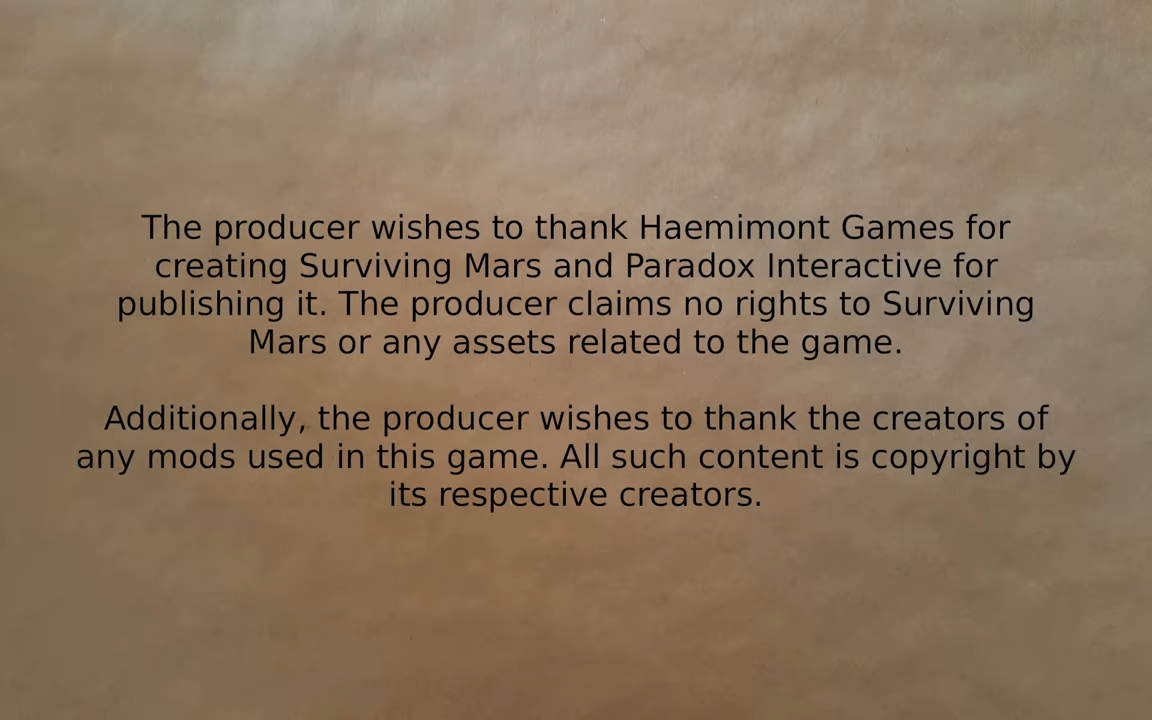 The producer wishes to thank Haemimont Games for
creating Surviving Mars and Paradox Interactive for
publishing it. The producer claims no rights to Surviving
Mars or any assets related to the game.
Additionally, the producer wishes to thank the creators of
any mods used in this game. All such content is copyright by
its respective creators.